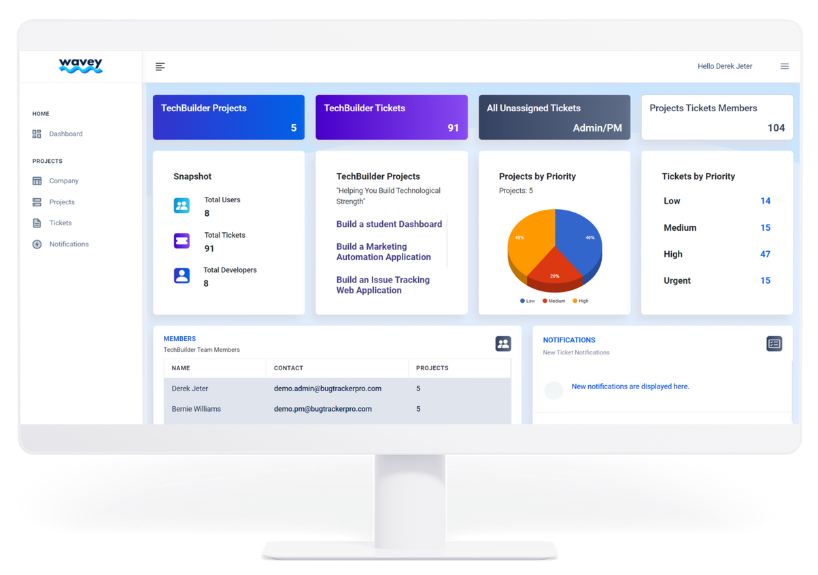 wavey
Hello Derek Jeter
HOME
Dashboard
PROJECTS
Company
Projects
Tickets
Notifications
TechBuilder Projects
5
TechBuilder Tickets
91
All Unassigned Tickets
Admin/PM
Projects Tickets Members
104
Snapshot
Total Users
8
Total Tickets
91
Total Developers
8
TechBuilder Projects
"Helping You Build Technological
Strength"
Build a student Dashboard
Build a Marketing
Automation Application
Build an Issue Tracking
Web Application
Projects by Priority
Projects: 5
40%
40%
20%
Low Medium High
Tickets by Priority
Low 14
Medium 15
High 47
Urgent 15
MEMBERS
TechBuilder Team Members
NAME CONTACT PROJECTS
Derek Jeter demo.admin@bugtrackerpro.com 5
Bernie Williams demo.pm@bugtrackerpro.com 5
NOTIFICATIONS
New Ticket Notifications
New notifications are displayed here.